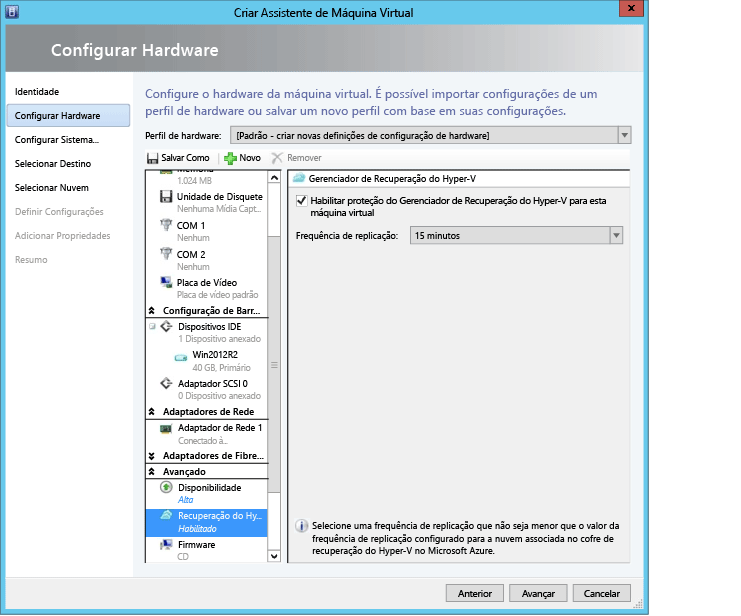 Criar Assistente de Máquina Virtual
Configurar Hardware
Identidade
Configurar Hardware
Configurar Sistema...
Selecionar Destino
Selecionar Nuvem
Definir Configurações
Adicionar Propriedades
Resumo
Configure o hardware da máquina virtual. É possível importar configurações de um
perfil de hardware ou salvar um novo perfil com base em suas configurações.
Perfil de hardware: [Padrão - criar novas definições de configuração de hardware]
Salvar Como Novo Remover
Memória
1.024 MB
Unidade de Disquete
Nenhuma Mídia Capt...
COM 1
Nenhum
COM 2
Nenhum
Placa de Vídeo
Placa de vídeo padrão
Configuração de Barr...
Dispositivos IDE
1 Dispositivo anexado
Win2012R2
40 GB, Primário
Adaptador SCSI 0
0 Dispositivo anexado
Adaptadores de Rede
Adaptador de Rede 1
Conectado à...
Adaptadores de Fibre...
Avançado
Disponibilidade
Alta
Recuperação do Hy...
Habilitado
Firmware
CD
Gerenciador de Recuperação do Hyper-V
Habilitar proteção do Gerenciador de Recuperação do Hyper-V para esta
máquina virtual
Frequência de replicação: 15 minutos
Selecione uma frequência de replicação que não seja menor que o valor da
frequência de replicação configurado para a nuvem associada no cofre de
recuperação do Hyper-V no Microsoft Azure.
Anterior Avançar Cancelar